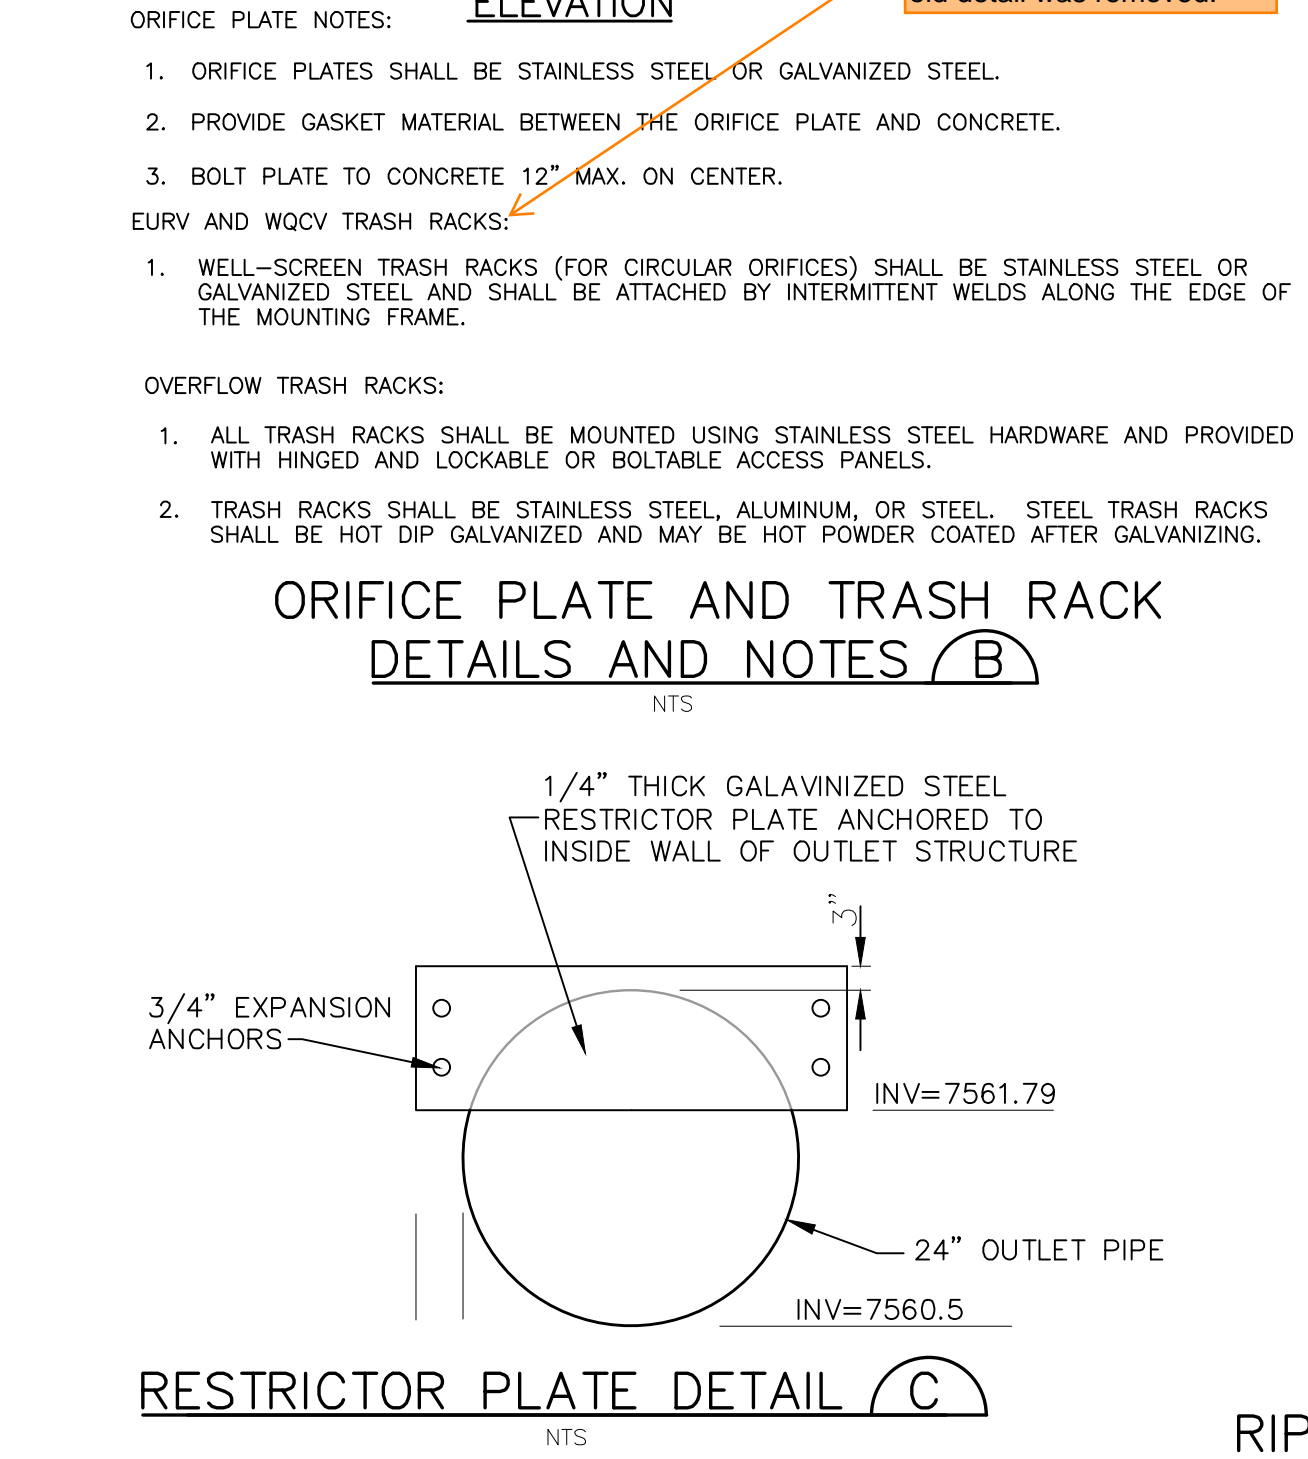 ELEVATION
old detail was removed.
ORIFICE PLATE NOTES:
1. ORIFICE PLATES SHALL BE STAINLESS STEEL OR GALVANIZED STEEL.
2. PROVIDE GASKET MATERIAL BETWEEN THE ORIFICE PLATE AND CONCRETE.
3. BOLT PLATE TO CONCRETE 12" MAX. ON CENTER.
EURV AND WQCV TRASH RACKS:
1. WELL-SCREEN TRASH RACKS (FOR CIRCULAR ORIFICES) SHALL BE STAINLESS STEEL OR
GALVANIZED STEEL AND SHALL BE ATTACHED BY INTERMITTENT WELDS ALONG THE EDGE OF
THE MOUNTING FRAME.
OVERFLOW TRASH RACKS:
1. ALL TRASH RACKS SHALL BE MOUNTED USING STAINLESS STEEL HARDWARE AND PROVIDED
WITH HINGED AND LOCKABLE OR BOLTABLE ACCESS PANELS.
2. TRASH RACKS SHALL BE STAINLESS STEEL, ALUMINUM, OR STEEL. STEEL TRASH RACKS
SHALL BE HOT DIP GALVANIZED AND MAY BE HOT POWDER COATED AFTER GALVANIZING.
ORIFICE PLATE AND TRASH RACK
DETAILS AND NOTES B
NTS
1/4" THICK GALAVINIZED STEEL
RESTRICTOR PLATE ANCHORED TO
INSIDE WALL OF OUTLET STRUCTURE
3"
3/4" EXPANSION
ANCHORS
INV=7561.79
24" OUTLET PIPE
INV=7560.5
RESTRICTOR PLATE DETAIL C
NTS
RIP